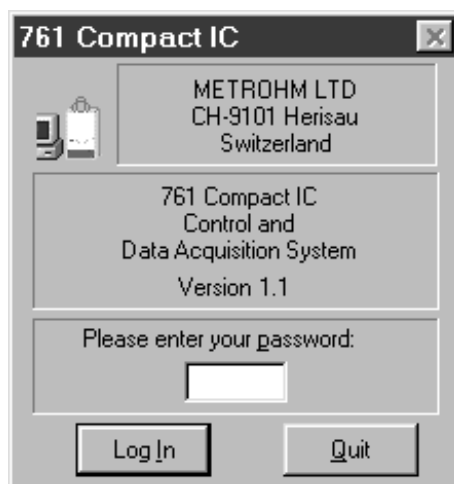 761 Compact IC
METROHM LTD
CH-9101 Herisau
Switzerland
761 Compact IC
Control and
Data Acquisition System
Version 1.1
Please enter your password:
Log In
Quit